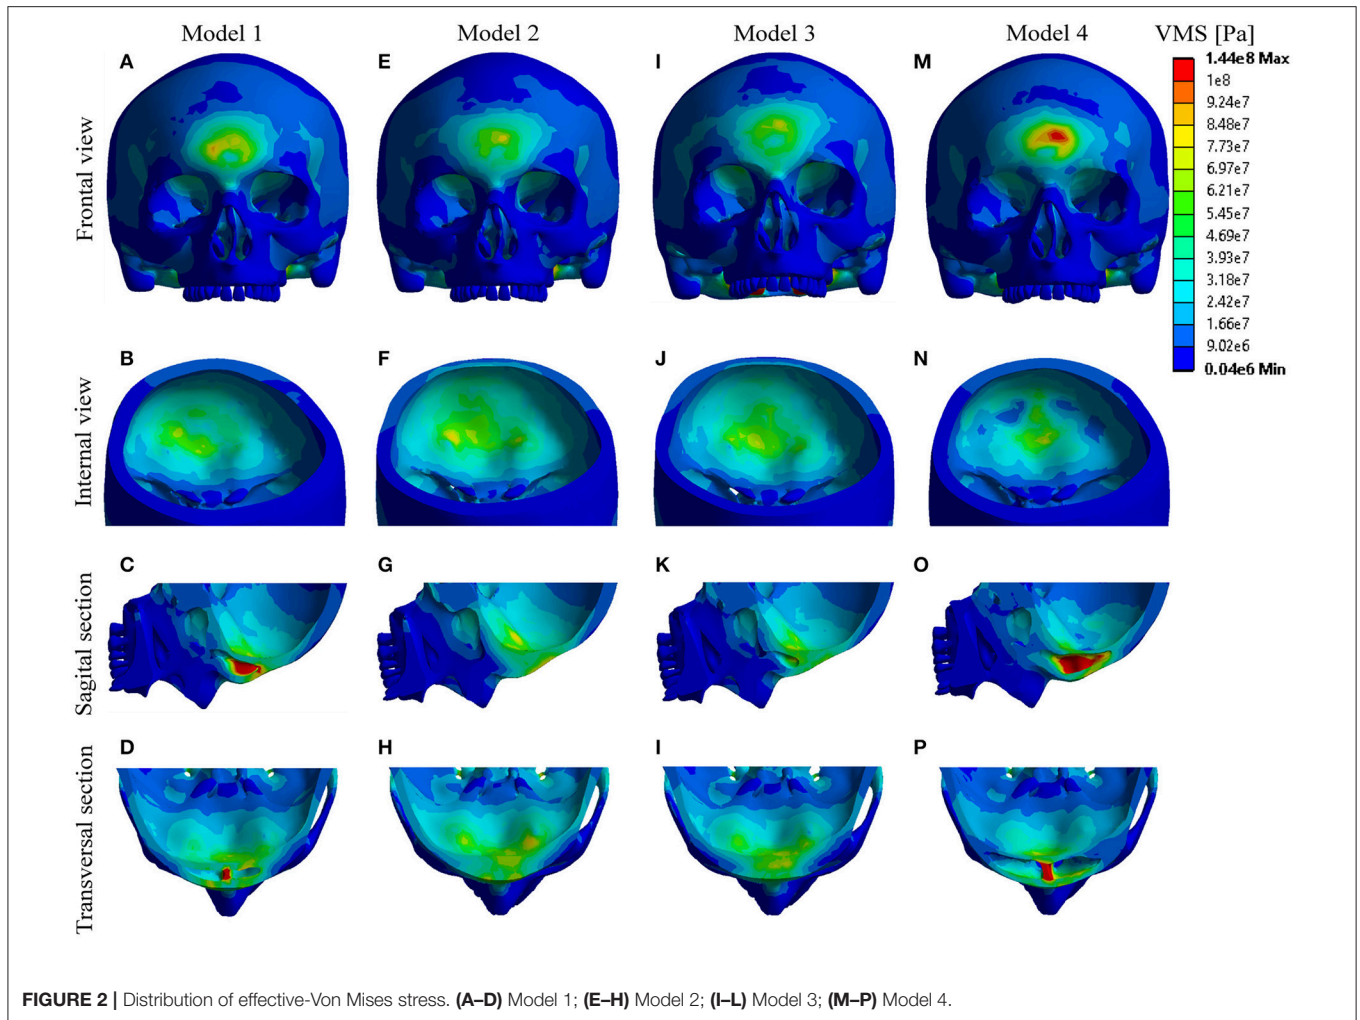 Model 1
Model 2
Model 3
Model 4
VMS [Pa]
A
E
I
M
1.44e8 Max
1e8
9.24e7
8.48e7
7.73e7
6.97e7
6.21e7
5.45e7
4.69e7
3.93e7
3.18e7
2.42e7
1.66e7
9.02e6
0.04e6 Min
Frontal view
B
F
J
N
Internal view
C
G
K
O
Sagital section
D
H
I
P
Transversal section
FIGURE 2 | Distribution of effective-Von Mises stress. (A–D) Model 1; (E–H) Model 2; (I–L) Model 3; (M–P) Model 4.